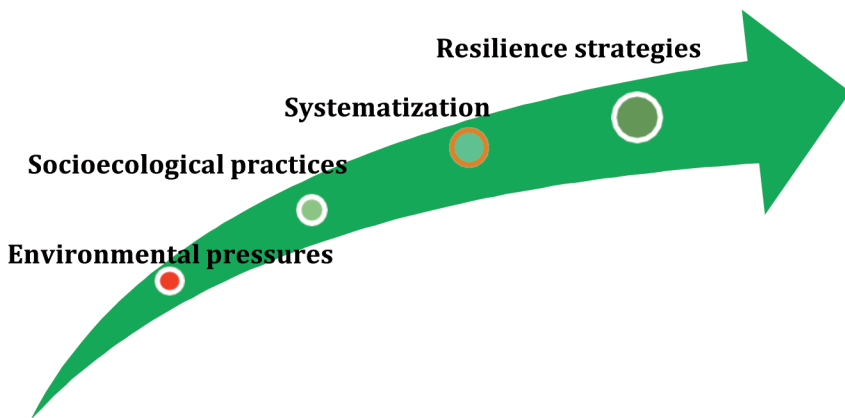 Resilience strategies
Systematization
Socioecological practices
Environmental pressures